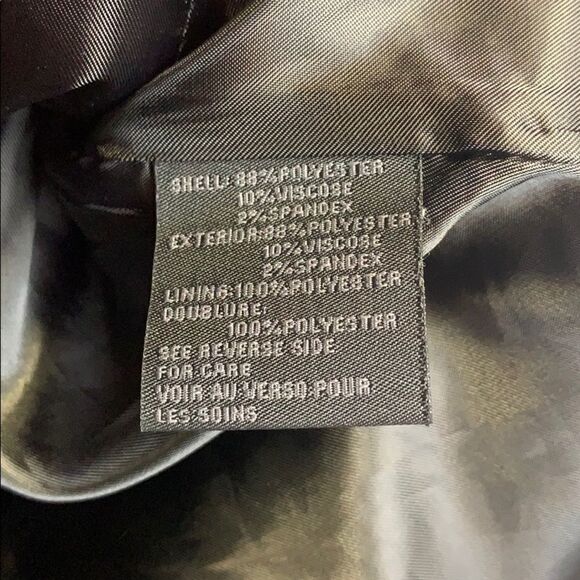 SHELL: 88%POLYESTER
10%VISCOSE
2%SPANDEX
EXTERIOR:88%POLYESTER
10%VISCOSE
2%SPANDEX
LINING:100%POLYESTER
DOUBLURE:
100%POLYESTER
SEE REVERSE SIDE
FOR CARE
VOIR AU VERSO POUR
LES SOINS